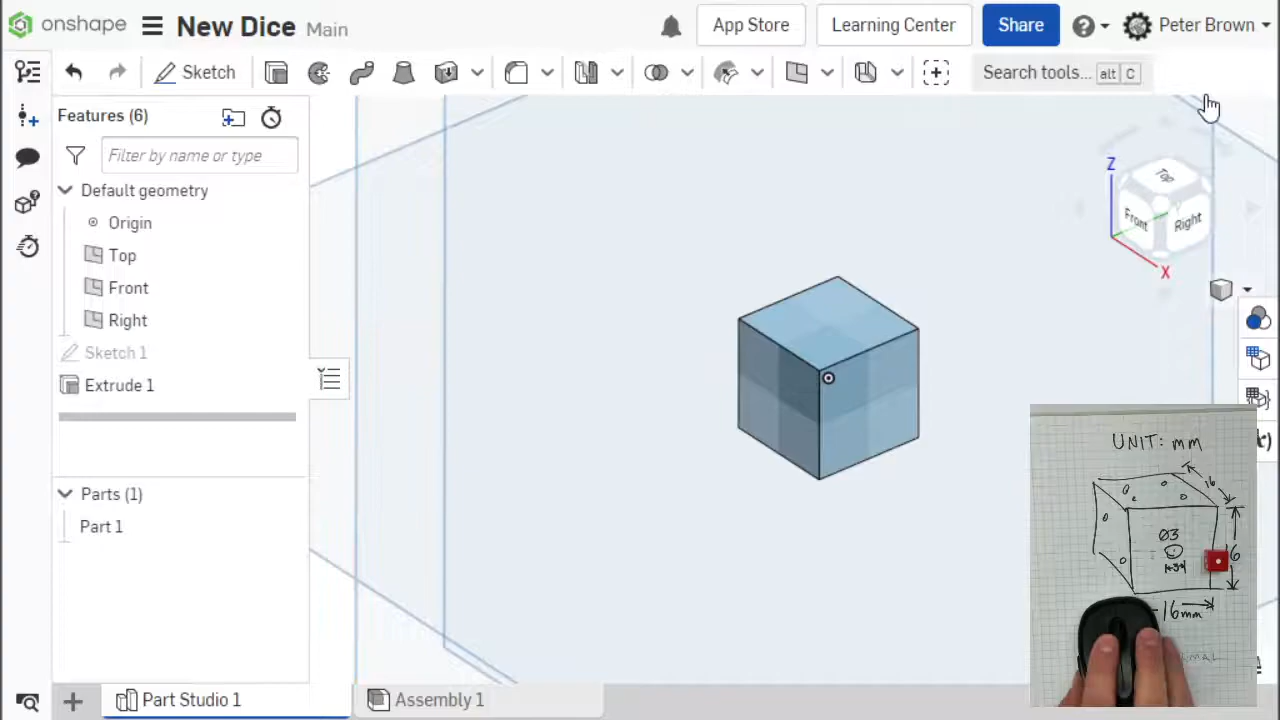 onshape
New Dice Main
App Store
Learning Center
Share
Peter Brown
Sketch
Search tools... alt C
Features (6)
Filter by name or type
Default geometry
Origin
Top
Front
Right
Sketch 1
Extrude 1
Parts (1)
Part 1
Z
Top
Front
Right
X
UNIT: mm
16
Ø3
16
16mm
Part Studio 1
Assembly 1